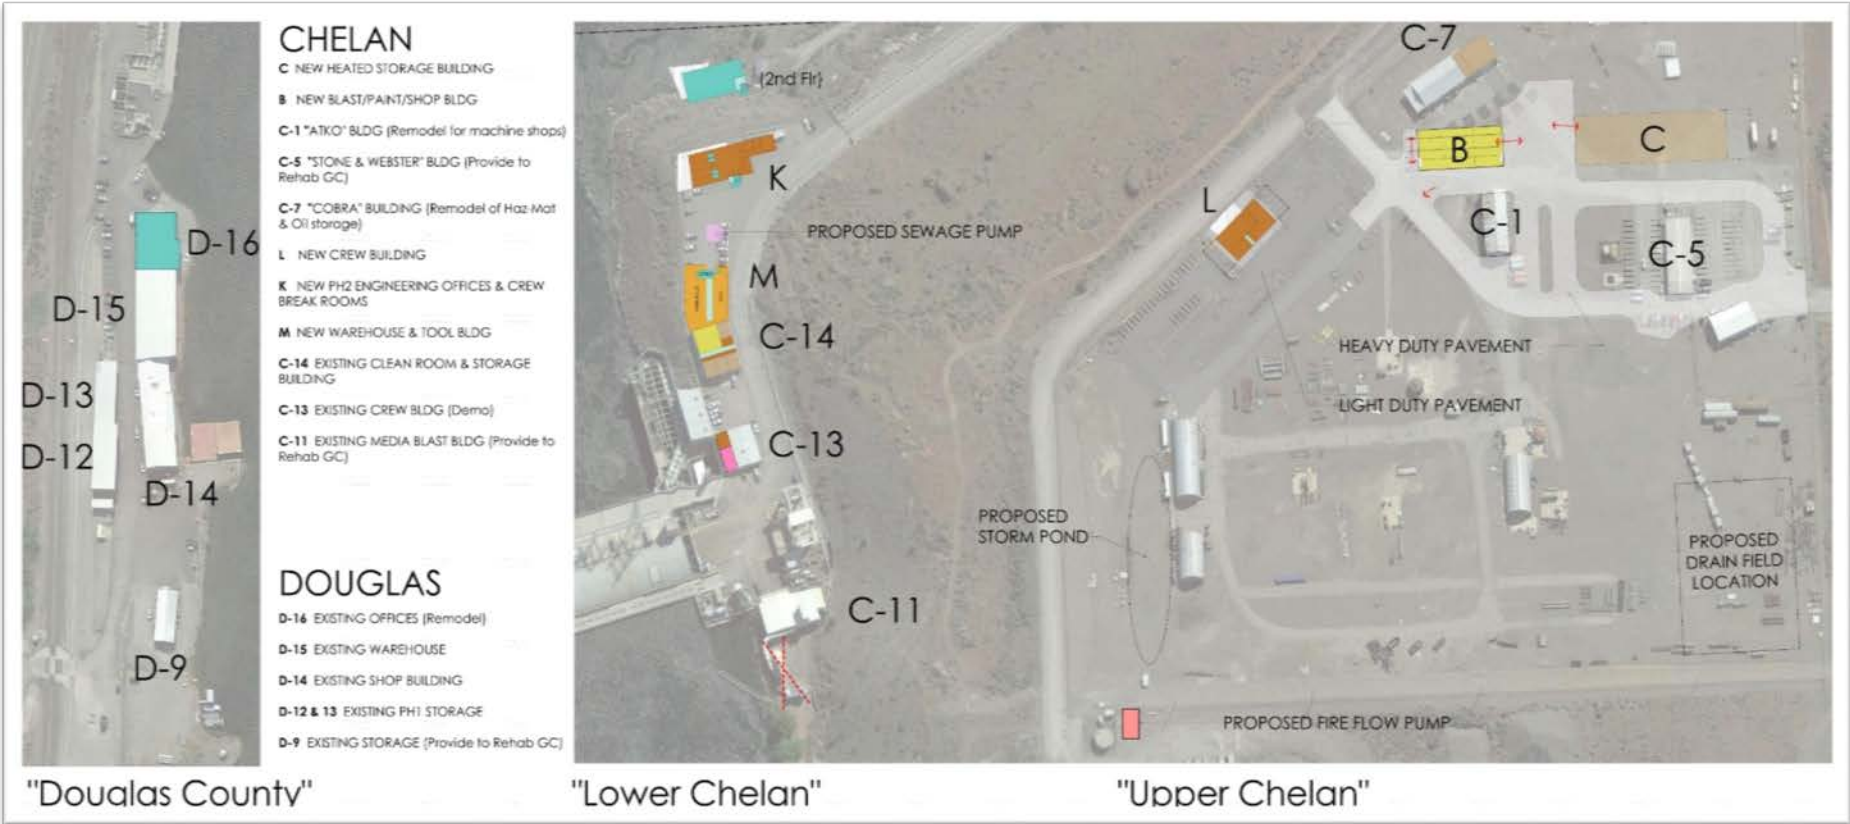 CHELAN
C NEW HEATED STORAGE BUILDING
B NEW BLAST/PAINT/SHOP BLDG
C-1 "ATKO" BLDG (Remodel for machine shops)
C-5 "STONE & WEBSTER" BLDG (Provide to
Rehab GC)
C-7 "COBRA" BUILDING (Remodel of Haz-Mat
& Oil storage)
L NEW CREW BUILDING
K NEW PH2 ENGINEERING OFFICES & CREW
BREAK ROOMS
M NEW WAREHOUSE & TOOL BLDG
C-14 EXISTING CLEAN ROOM & STORAGE
BUILDING
C-13 EXISTING CREW BLDG (Demo)
C-11 EXISTING MEDIA BLAST BLDG (Provide to
Rehab GC)
DOUGLAS
D-16 EXISTING OFFICES (Remodel)
D-15 EXISTING WAREHOUSE
D-14 EXISTING SHOP BUILDING
D-12 & 13 EXISTING PH1 STORAGE
D-9 EXISTING STORAGE (Provide to Rehab GC)
D-16
D-15
D-13
D-12
D-14
D-9
"Douglas County"
(2nd Flr)
K
PROPOSED SEWAGE PUMP
M
C-14
C-13
C-11
"Lower Chelan"
C-7
B
C
L
C-1
C-5
HEAVY DUTY PAVEMENT
LIGHT DUTY PAVEMENT
PROPOSED
STORM POND
PROPOSED
DRAIN FIELD
LOCATION
PROPOSED FIRE FLOW PUMP
"Upper Chelan"